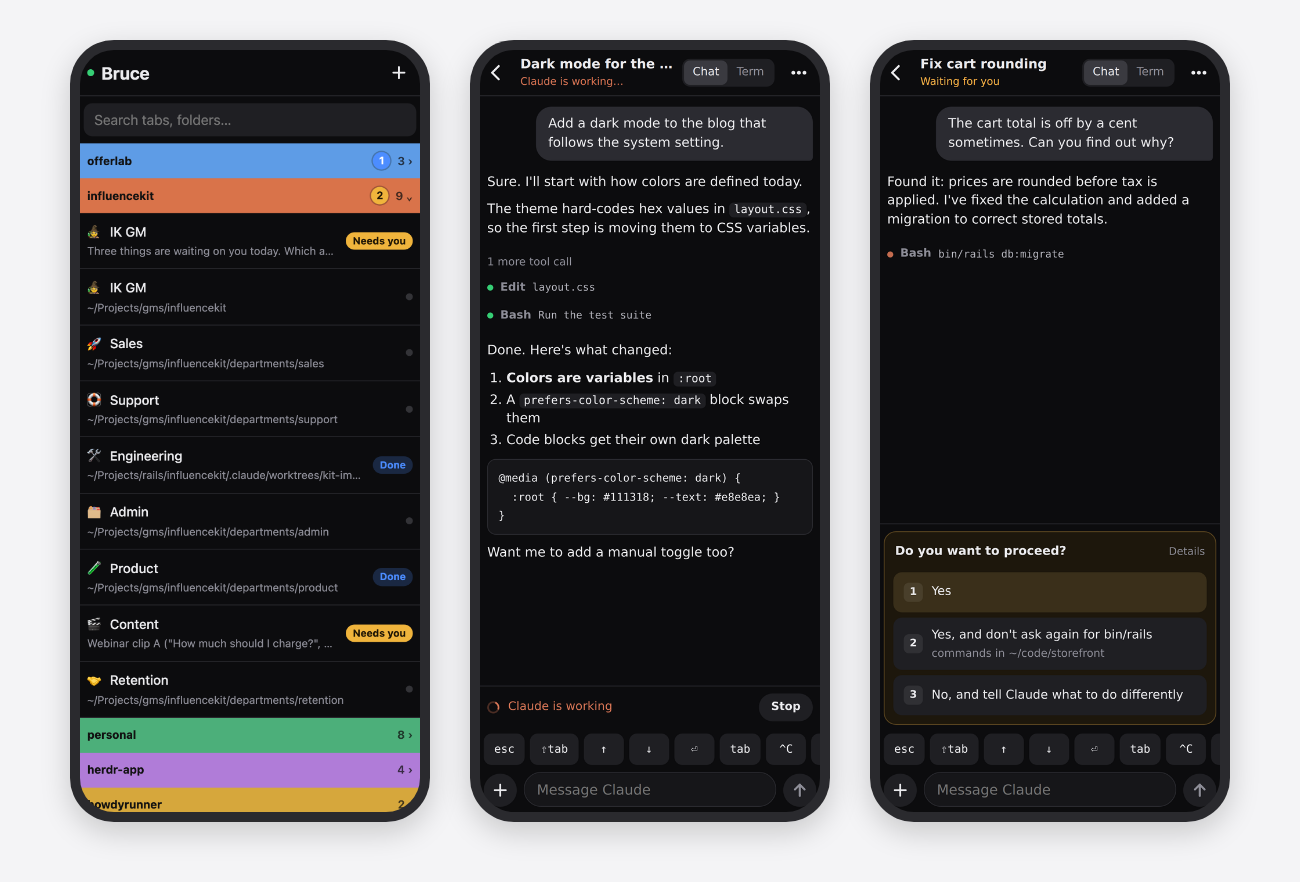 Bruce
+
Search tabs, folders...
offerlab 1 3 ›
influencekit 2 9 ⌄
IK GM
Three things are waiting on you today. Which a... Needs you
IK GM
~/Projects/gms/influencekit
Sales
~/Projects/gms/influencekit/departments/sales
Support
~/Projects/gms/influencekit/departments/support
Engineering
~/Projects/rails/influencekit/.claude/worktrees/kit-im... Done
Admin
~/Projects/gms/influencekit/departments/admin
Product
~/Projects/gms/influencekit/departments/product Done
Content
Webinar clip A ("How much should I charge?", ... Needs you
Retention
~/Projects/gms/influencekit/departments/retention
personal 8 ›
herdr-app 4 ›
howdyrunner 2
Dark mode for the ... Chat Term •••
Claude is working...
Add a dark mode to the blog that
follows the system setting.
Sure. I'll start with how colors are defined today.
The theme hard-codes hex values in layout.css,
so the first step is moving them to CSS variables.
1 more tool call
Edit layout.css
Bash Run the test suite
Done. Here's what changed:
1. Colors are variables in :root
2. A prefers-color-scheme: dark block swaps
them
3. Code blocks get their own dark palette
@media (prefers-color-scheme: dark) {
:root { --bg: #111318; --text: #e8e8ea; }
}
Want me to add a manual toggle too?
Claude is working Stop
esc ⇧tab ↑ ↓ ⏎ tab ^C
+ Message Claude ↑
Fix cart rounding Chat Term •••
Waiting for you
The cart total is off by a cent
sometimes. Can you find out why?
Found it: prices are rounded before tax is
applied. I've fixed the calculation and added a
migration to correct stored totals.
Bash bin/rails db:migrate
Do you want to proceed? Details
1 Yes
2 Yes, and don't ask again for bin/rails
commands in ~/code/storefront
3 No, and tell Claude what to do differently
esc ⇧tab ↑ ↓ ⏎ tab ^C
+ Message Claude ↑